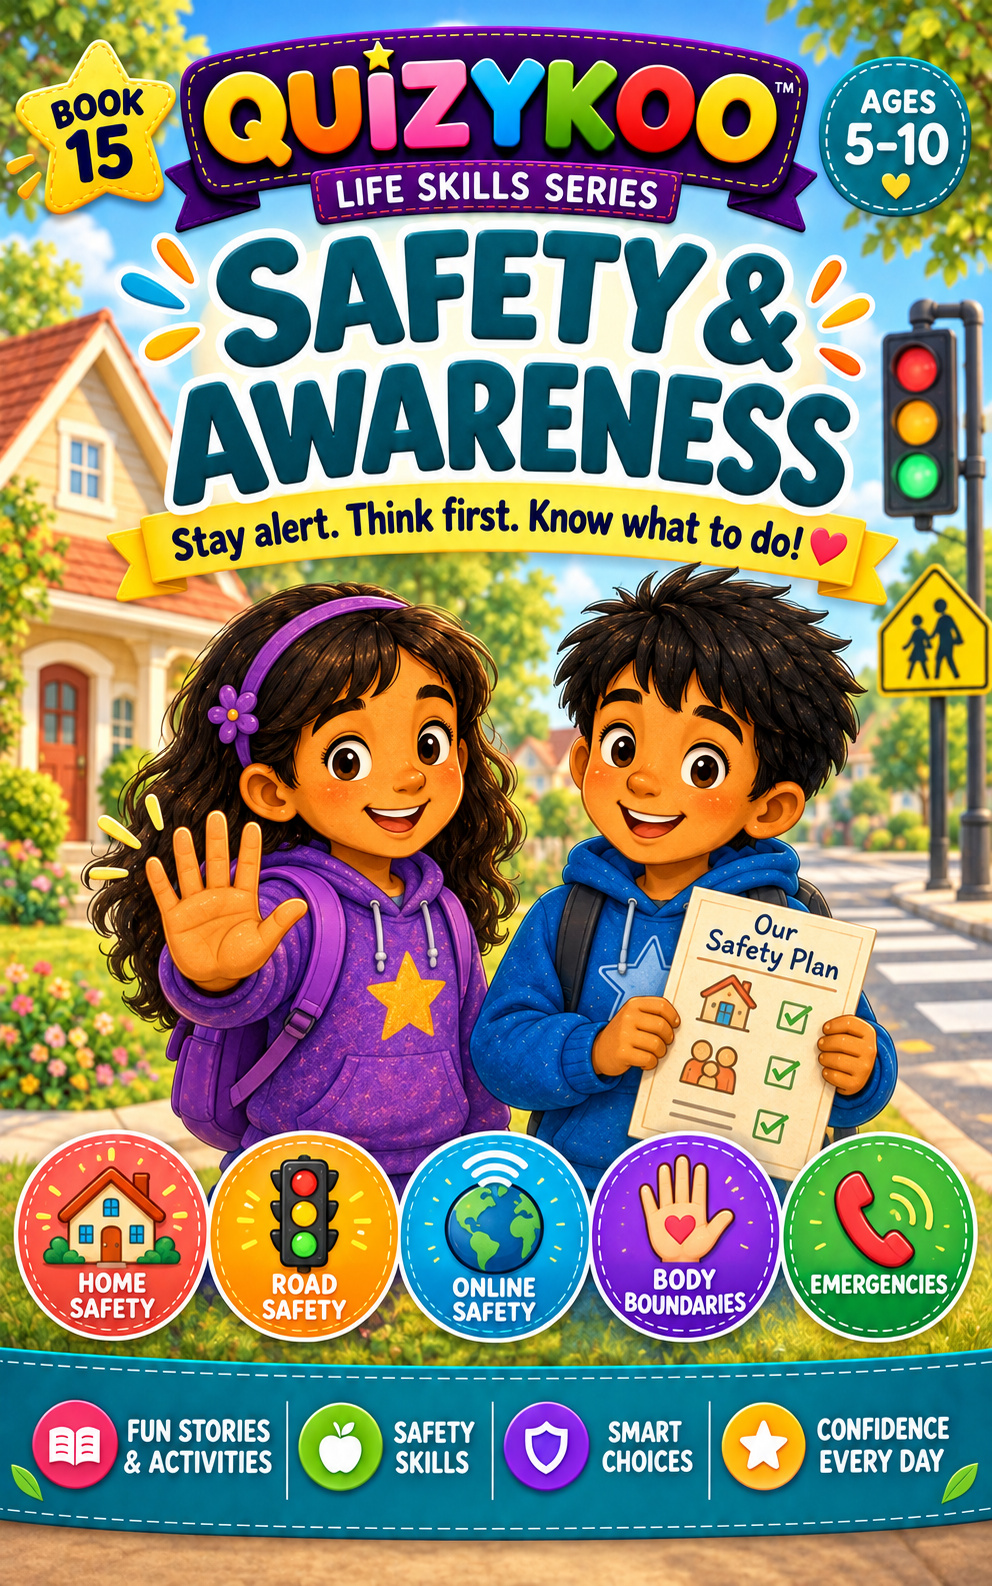 BOOK
15
QUIZYKOO™
LIFE SKILLS SERIES
AGES
5-10
SAFETY &
AWARENESS
Stay alert. Think first. Know what to do!
Our
Safety Plan
HOME
SAFETY
ROAD
SAFETY
ONLINE
SAFETY
BODY
BOUNDARIES
EMERGENCIES
FUN STORIES
& ACTIVITIES
SAFETY
SKILLS
SMART
CHOICES
CONFIDENCE
EVERY DAY